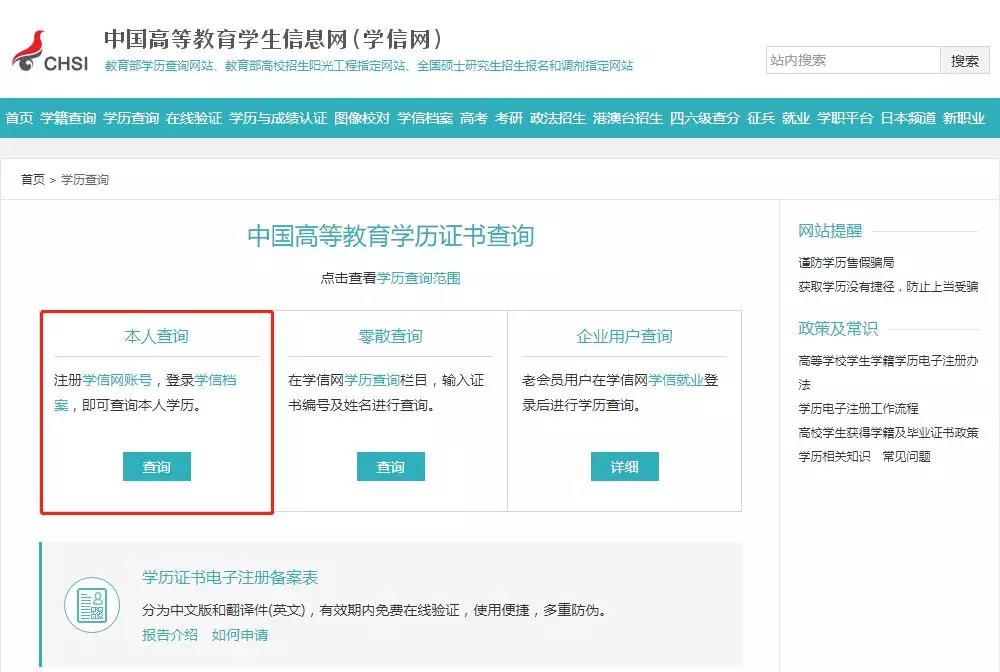 中国高等教育学生信息网(学信网)
CHSI
教育部学历查询网站、教育部高校招生阳光工程指定网站、全国硕士研究生招生报名和调剂指定网站
站内搜索
搜索
首页 学籍查询 学历查询 在线验证 学历与成绩认证 图像校对 学信档案 高考 考研 政法招生 港澳台招生 四六级查分 征兵 就业 学职平台 日本频道 新职业
首页 > 学历查询
中国高等教育学历证书查询
点击查看学历查询范围
本人查询
注册学信网账号，登录学信档
案，即可查询本人学历。
查询
零散查询
在学信网学历查询栏目，输入证
书编号及姓名进行查询。
查询
企业用户查询
老会员用户在学信网学信就业登
录后进行学历查询。
详细
学历证书电子注册备案表
分为中文版和翻译件(英文)，有效期内免费在线验证，使用便捷，多重防伪。
报告介绍 如何申请
网站提醒
谨防学历售假骗局
获取学历没有捷径，防止上当受骗
政策及常识
高等学校学生学籍学历电子注册办
法
学历电子注册工作流程
高校学生获得学籍及毕业证书政策
学历相关知识 常见问题